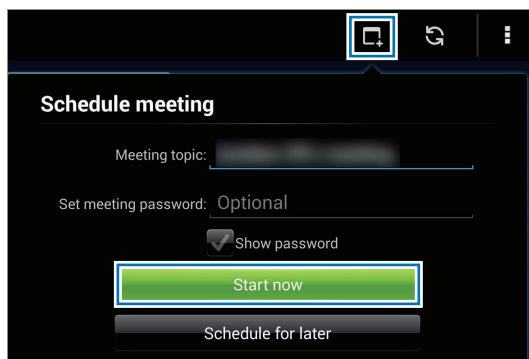 Schedule meeting
Meeting topic:
Set meeting password: Optional
Show password
Start now
Schedule for later